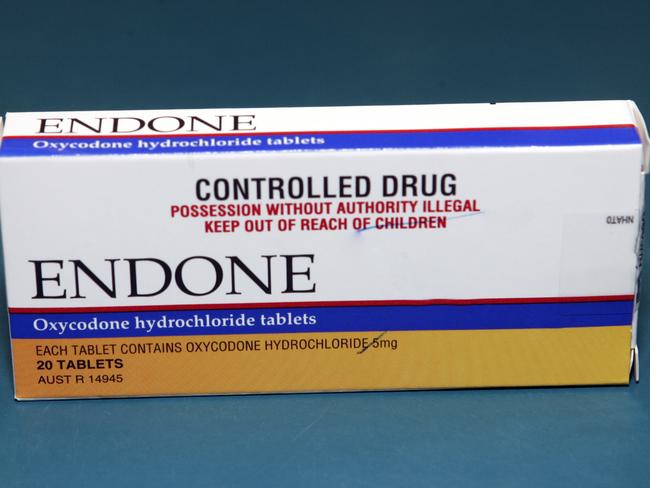 ENDONE
Oxycodone hydrochloride tablets
CONTROLLED DRUG
POSSESSION WITHOUT AUTHORITY ILLEGAL
KEEP OUT OF REACH OF CHILDREN
ENDONE
Oxycodone hydrochloride tablets
EACH TABLET CONTAINS OXYCODONE HYDROCHLORIDE 5mg
20 TABLETS
AUST R 14945